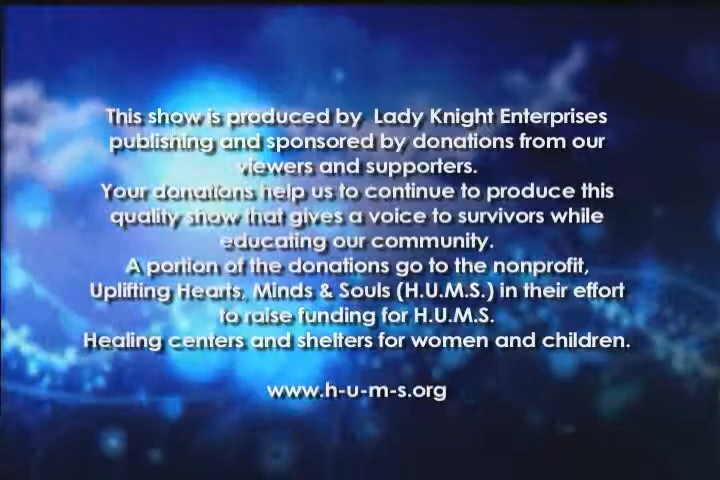 This show is produced by Lady Knight Enterprises
publishing and sponsored by donations from our
viewers and supporters.
Your donations help us to continue to produce this
quality show that gives a voice to survivors while
educating our community.
A portion of the donations go to the nonprofit,
Uplifting Hearts, Minds & Souls (H.U.M.S.) in their effort
to raise funding for H.U.M.S.
Healing centers and shelters for women and children.
www.h-u-m-s.org